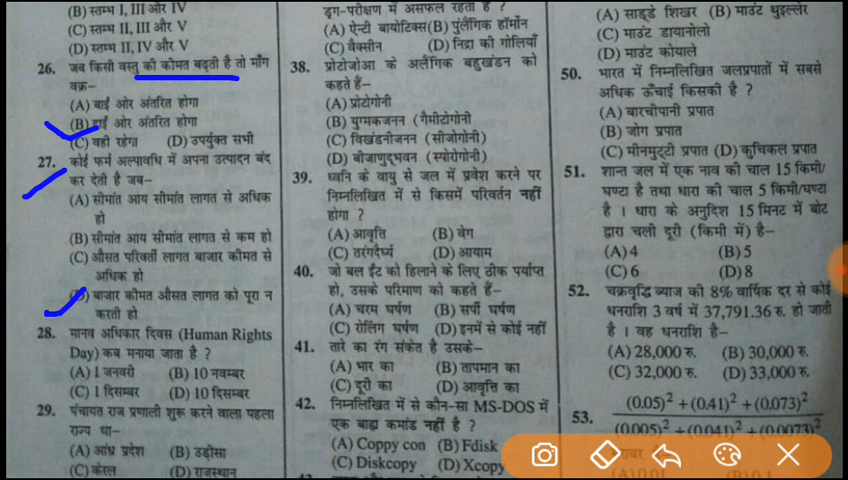 (B) स्तम्भ I, III और IV
(C) स्तम्भ II, III और V
(D) स्तम्भ II, IV और V
26. जब किसी वस्तु की कीमत बढ़ती है तो माँग
वक्र–
(A) बाईं ओर अंतरित होगा
(B) दाईं ओर अंतरित होगा
(C) वही रहेगा (D) उपर्युक्त सभी
27. कोई फर्म अल्पावधि में अपना उत्पादन बंद
कर देती है जब–
(A) सीमांत आय सीमांत लागत से अधिक
हो
(B) सीमांत आय सीमांत लागत से कम हो
(C) औसत परिवर्ती लागत बाजार कीमत से
अधिक हो
(D) बाजार कीमत औसत लागत को पूरा न
करती हो
28. मानव अधिकार दिवस (Human Rights
Day) कब मनाया जाता है ?
(A) 1 जनवरी (B) 10 नवम्बर
(C) 1 दिसम्बर (D) 10 दिसम्बर
29. पंचायत राज प्रणाली शुरू करने वाला पहला
राज्य था–
(A) आंध्र प्रदेश (B) उड़ीसा
(C) केरल (D) राजस्थान
ड्रग-परीक्षण में असफल रहता है ?
(A) ऐन्टी बायोटिक्स (B) पुंलैंगिक हॉर्मोन
(C) वैक्सीन (D) निद्रा की गोलियाँ
38. प्रोटोजोआ के अलैंगिक बहुखंडन को
कहते हैं–
(A) प्रोटोगोनी
(B) युग्मकजनन (गैमीटोगोनी
(C) विखंडनीजनन (सीजोगोनी)
(D) बीजाणुद्भवन (स्पोरोगोनी)
39. ध्वनि के वायु से जल में प्रवेश करने पर
निम्नलिखित में से किसमें परिवर्तन नहीं
होगा ?
(A) आवृत्ति (B) वेग
(C) तरंगदैर्घ्य (D) आयाम
40. जो बल ईंट को हिलाने के लिए ठीक पर्याप्त
हो, उसके परिमाण को कहते हैं–
(A) चरम घर्षण (B) सर्पी घर्षण
(C) रोलिंग घर्षण (D) इनमें से कोई नहीं
41. तारे का रंग संकेत है उसके–
(A) भार का (B) तापमान का
(C) दूरी का (D) आवृत्ति का
42. निम्नलिखित में से कौन-सा MS-DOS में
एक बाह्य कमांड नहीं है ?
(A) Coppy con (B) Fdisk
(C) Diskcopy (D) Xcopy
(A) साड्डे शिखर (B) माउंट थुइल्लेर
(C) माउंट डायानोलो
(D) माउंट कोयाले
50. भारत में निम्नलिखित जलप्रपातों में सबसे
अधिक ऊँचाई किसकी है ?
(A) बारचीपानी प्रपात
(B) जोग प्रपात
(C) मीनमुट्टी प्रपात (D) कुचिकल प्रपात
51. शान्त जल में एक नाव की चाल 15 किमी/
घण्टा है तथा धारा की चाल 5 किमी/घण्टा
है । धारा के अनुदिश 15 मिनट में बोट
द्वारा चली दूरी (किमी में) है–
(A) 4 (B) 5
(C) 6 (D) 8
52. चक्रवृद्धि ब्याज की 8% वार्षिक दर से कोई
धनराशि 3 वर्ष में 37,791.36 रु. हो जाती
है । वह धनराशि है–
(A) 28,000 रु. (B) 30,000 रु.
(C) 32,000 रु. (D) 33,000 रु.
53. (0.05)² + (0.41)² + (0.073)²
(0.005)² + (0.041)² + (0.0073)²